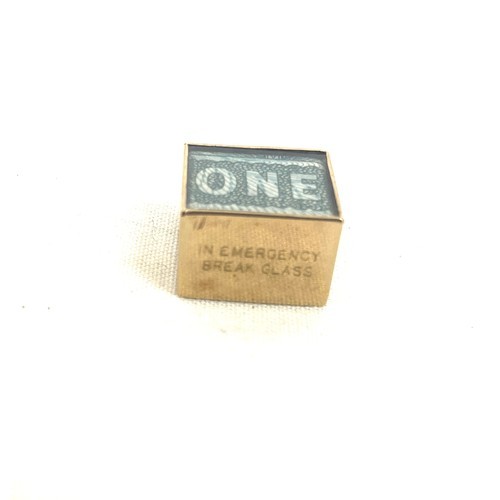 ONE
IN EMERGENCY
BREAK GLASS